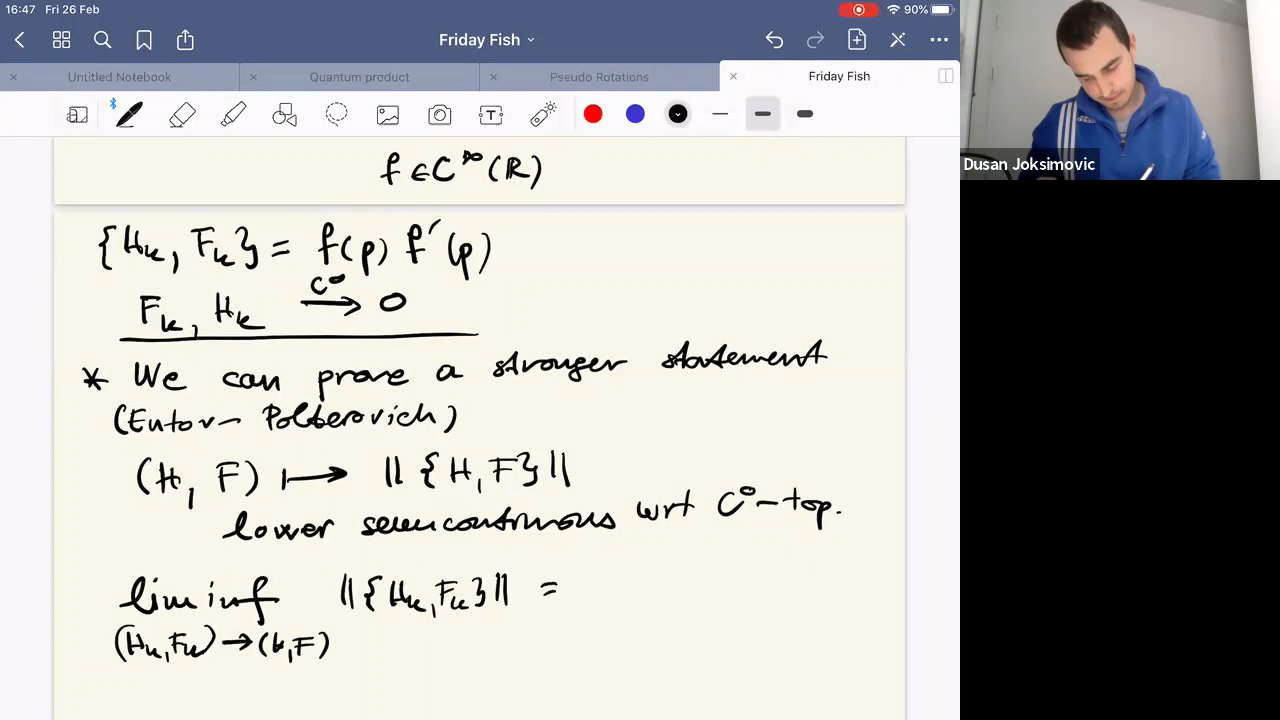 16:47 Fri 26 Feb
90%
Friday Fish
Untitled Notebook
Quantum product
Pseudo Rotations
Friday Fish
Dusan Joksimovic
f ∈ C^∞(ℝ)
{H_k, F_k} = f(p) f'(p)
F_k, H_k —C⁰→ 0
* We can prove a stronger statement
(Entov - Polterovich)
(H, F) ↦ ‖{H, F}‖
lower semicontinuous wrt C⁰-top.
lim inf ‖{H_k, F_k}‖ =
(H_k, F_k) → (H, F)